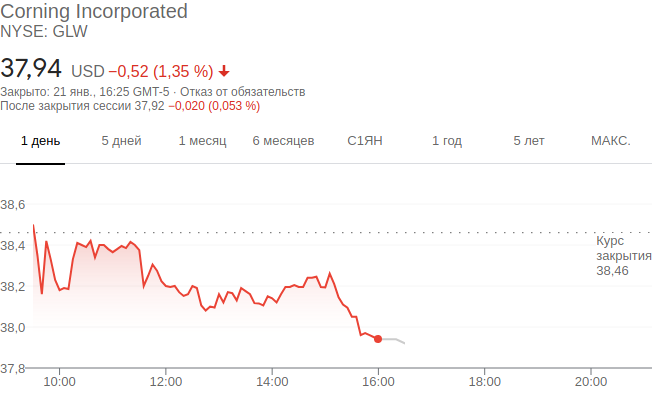 Corning Incorporated
NYSE: GLW
37,94 USD −0,52 (1,35 %)
Закрыто: 21 янв., 16:25 GMT-5 · Отказ от обязательств
После закрытия сессии 37,92 −0,020 (0,053 %)
1 день 5 дней 1 месяц 6 месяцев С1ЯН 1 год 5 лет МАКС.
38,6
38,4
Курс
закрытия
38,46
38,2
38,0
37,8
10:00 12:00 14:00 16:00 18:00 20:00